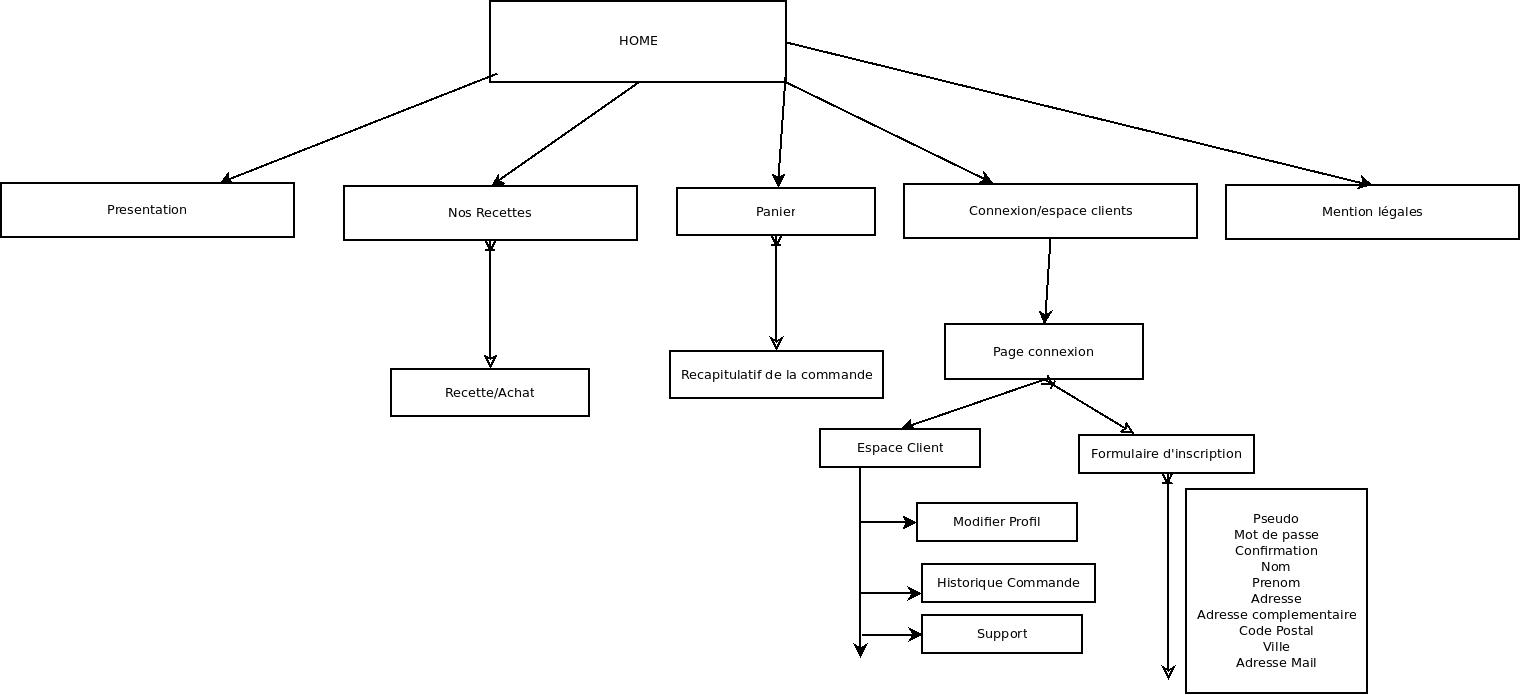 HOME
Presentation
Nos Recettes
Panier
Connexion/espace clients
Mention légales
Page connexion
Recapitulatif de la commande
Recette/Achat
Espace Client
Formulaire d'inscription
Modifier Profil
Historique Commande
Support
Pseudo
Mot de passe
Confirmation
Nom
Prenom
Adresse
Adresse complementaire
Code Postal
Ville
Adresse Mail